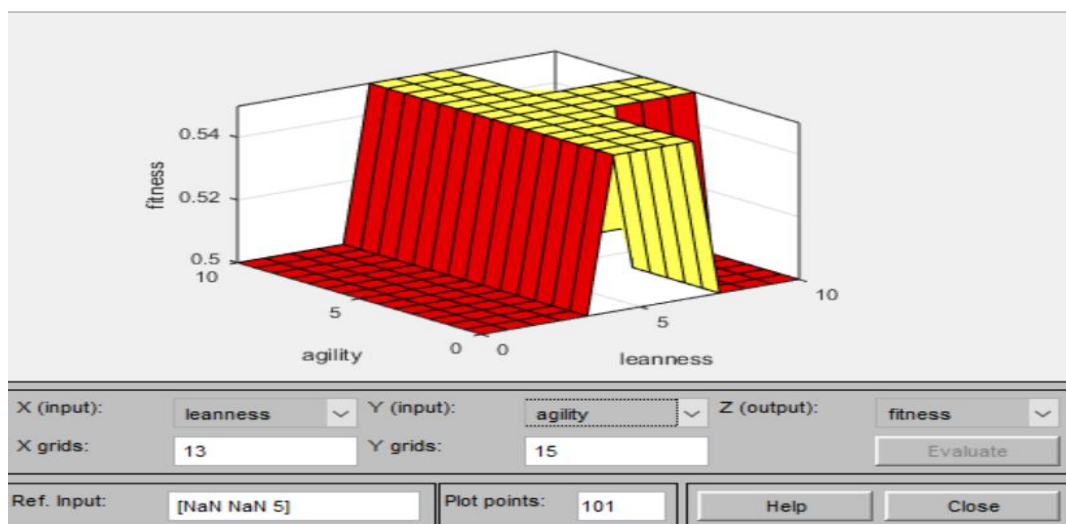 0.54
fitness
0.52
0.5
10
10
5
5
agility
0 0
leanness
X (input): leanness Y (input): agility Z (output): fitness
X grids: 13 Y grids: 15 Evaluate
Ref. Input: [NaN NaN 5] Plot points: 101 Help Close